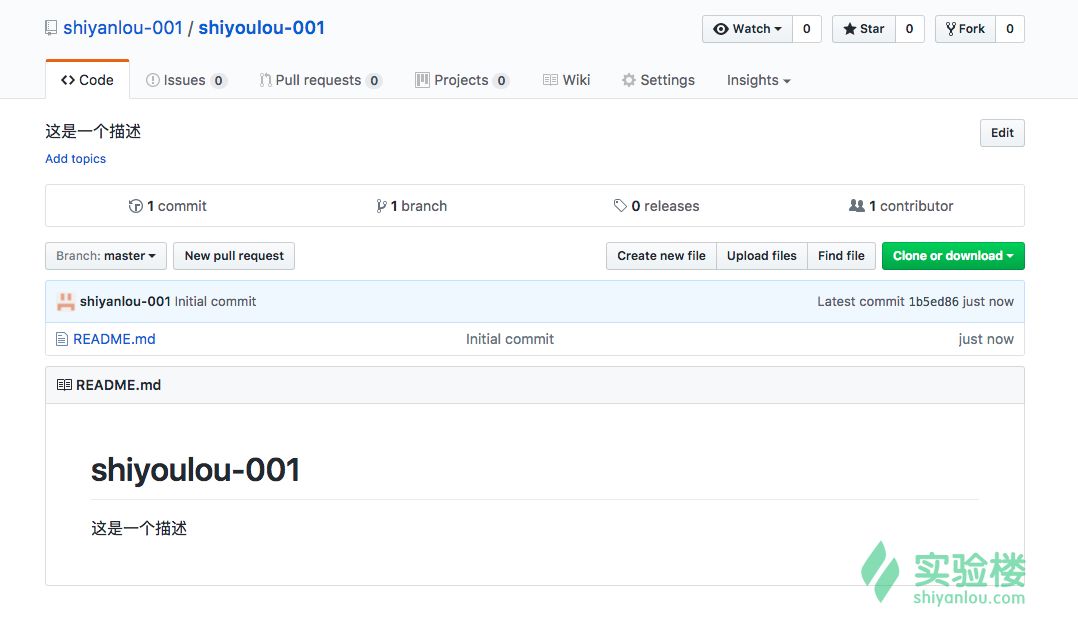 shiyanlou-001 / shiyoulou-001 Watch 0 Star 0 Fork 0
Code Issues 0 Pull requests 0 Projects 0 Wiki Settings Insights
这是一个描述 Edit
Add topics
1 commit 1 branch 0 releases 1 contributor
Branch: master New pull request Create new file Upload files Find file Clone or download
shiyanlou-001 Initial commit Latest commit 1b5ed86 just now
README.md Initial commit just now
README.md
shiyoulou-001
这是一个描述
实验楼
shiyanlou.com